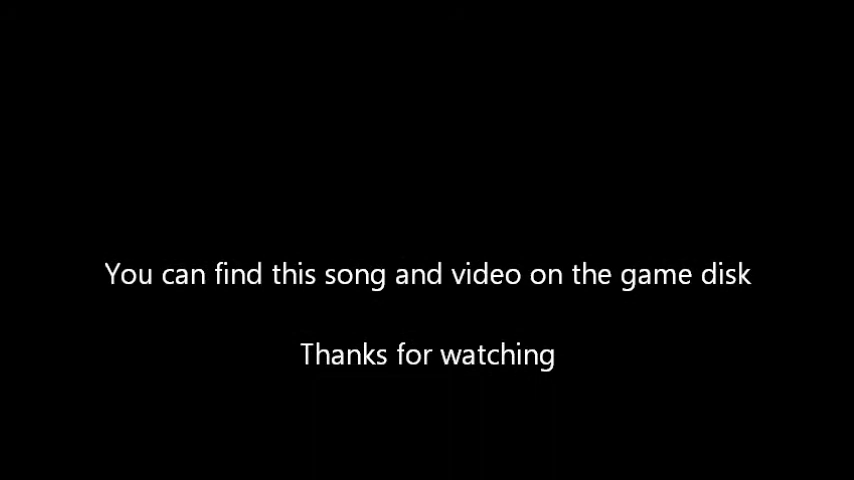 You can find this song and video on the game disk
Thanks for watching